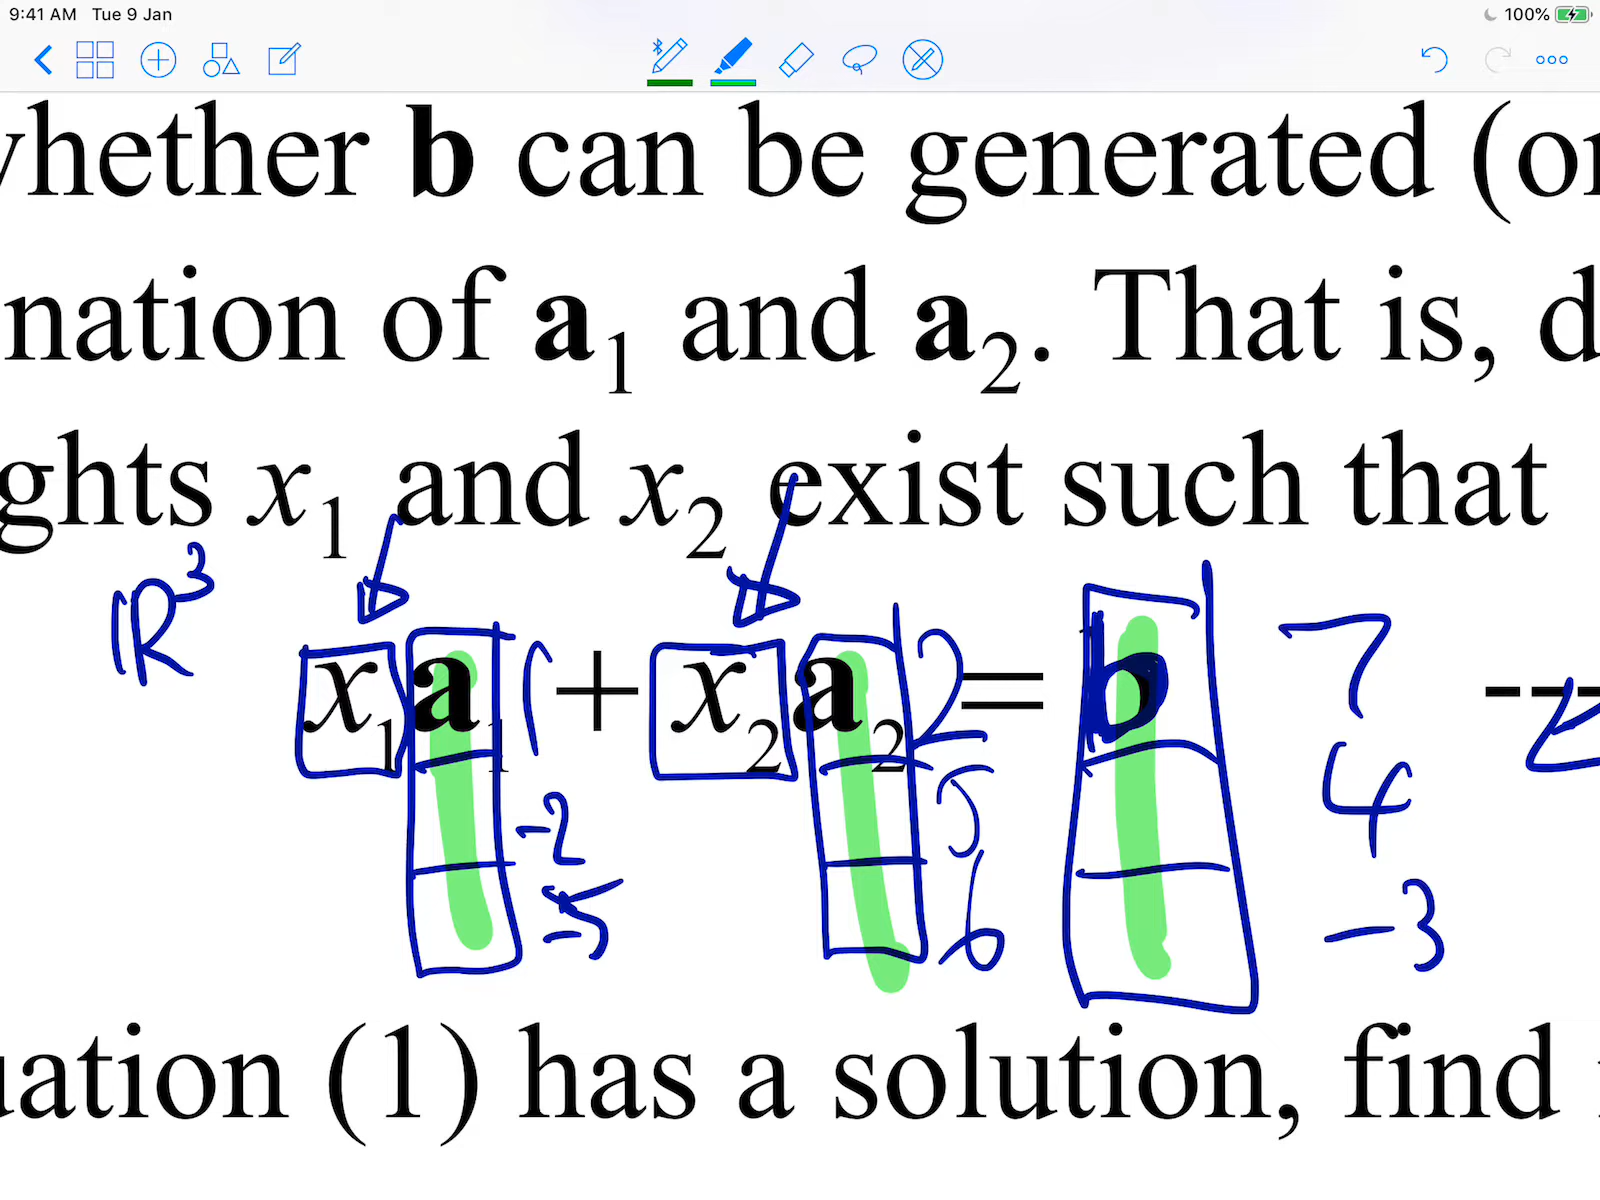 9:41 AM Tue 9 Jan 100%
whether b can be generated (or
nation of a₁ and a₂. That is, d
ghts x₁ and x₂ exist such that
ℝ³
x₁a₁ + x₂a₂ = b
1 2 7
-2 5 4
-5 6 -3
uation (1) has a solution, find